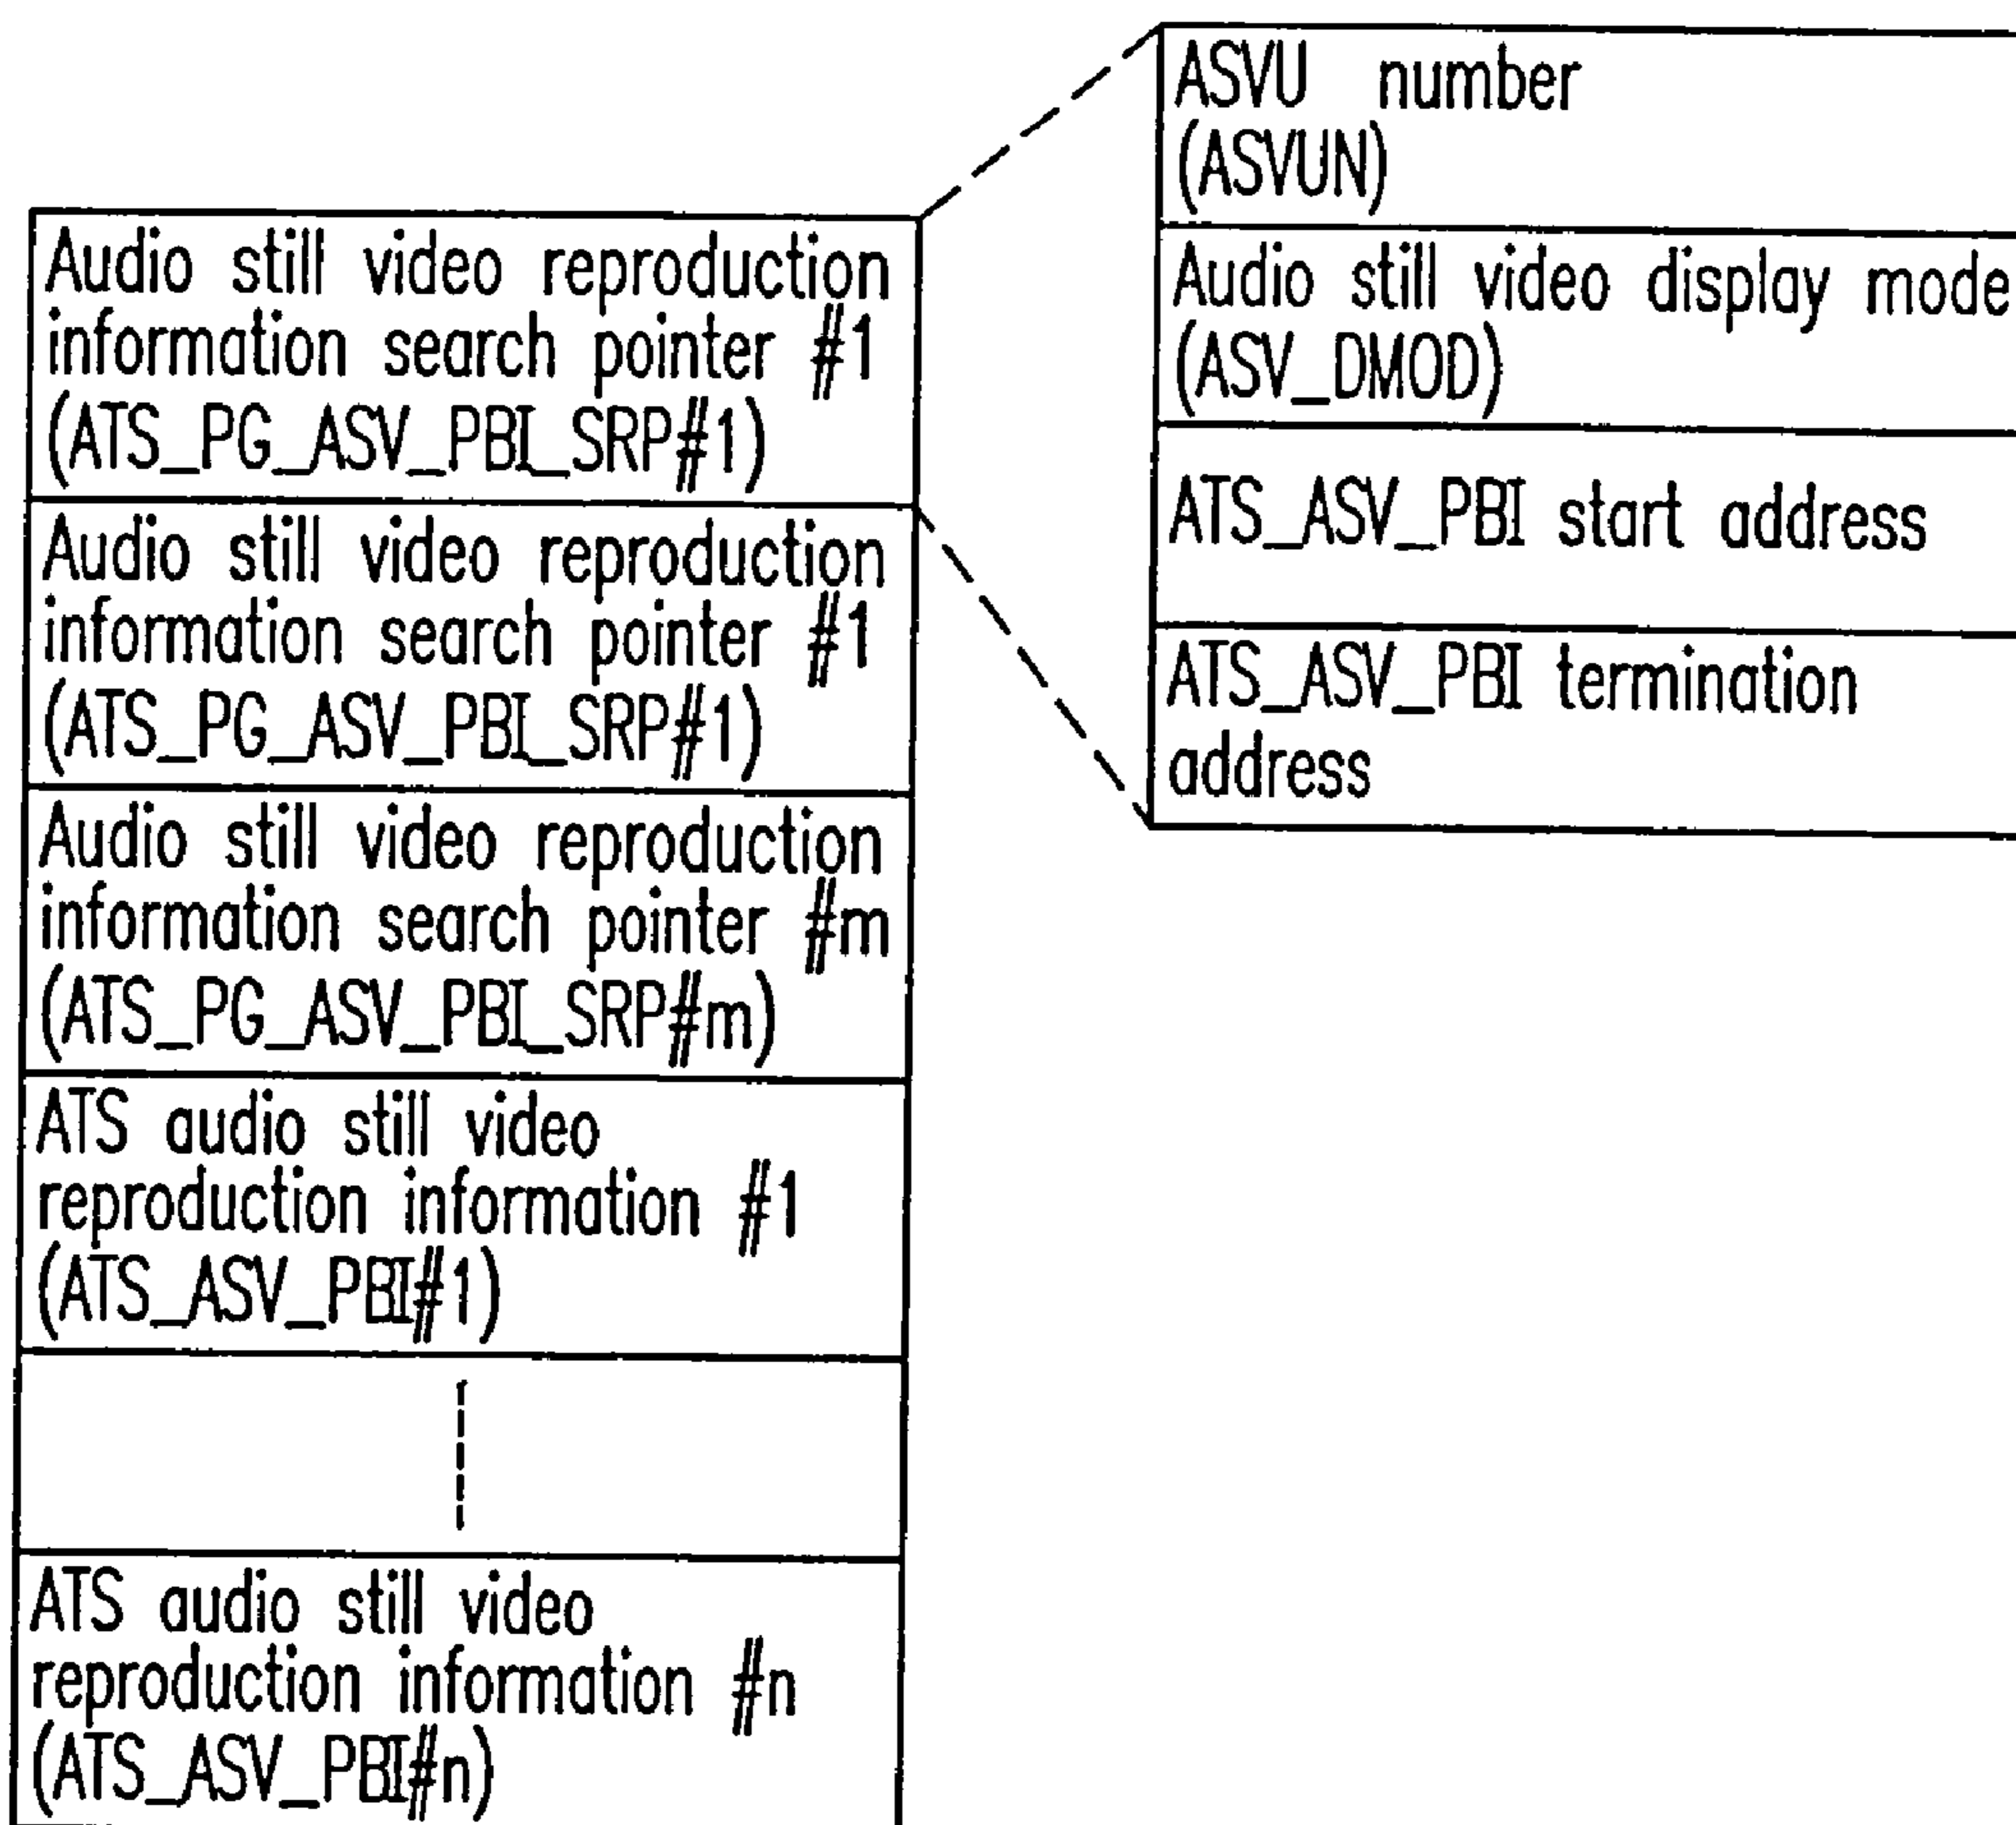 Audio still video reproduction
information search pointer #1
(ATS_PG_ASV_PBI_SRP#1)
Audio still video reproduction
information search pointer #1
(ATS_PG_ASV_PBI_SRP#1)
Audio still video reproduction
information search pointer #m
(ATS_PG_ASV_PBI_SRP#m)
ATS audio still video
reproduction information #1
(ATS_ASV_PBI#1)
ATS audio still video
reproduction information #n
(ATS_ASV_PBI#n)
ASVU number
(ASVUN)
Audio still video display mode
(ASV_DMOD)
ATS_ASV_PBI start address
ATS_ASV_PBI termination
address